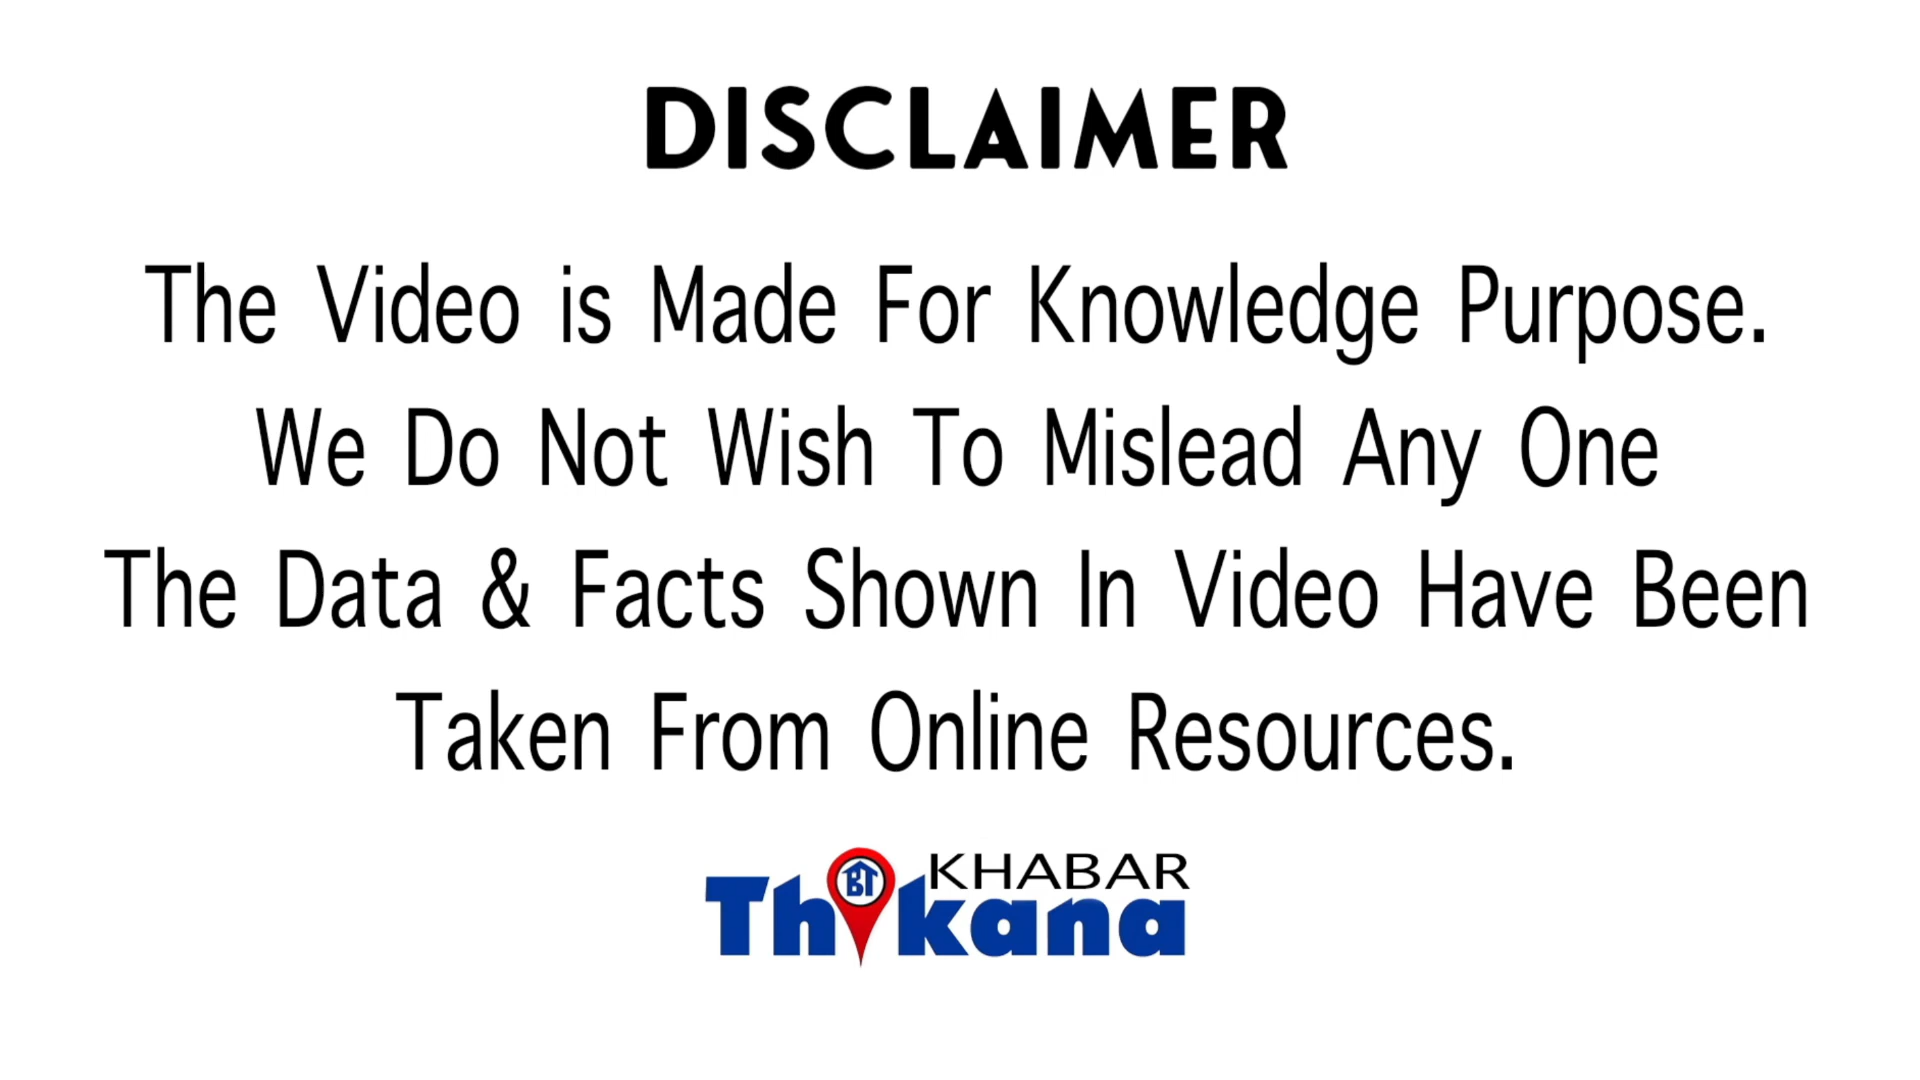 DISCLAIMER
The Video is Made For Knowledge Purpose.
We Do Not Wish To Mislead Any One
The Data & Facts Shown In Video Have Been
Taken From Online Resources.
KHABAR
Thikana
BT